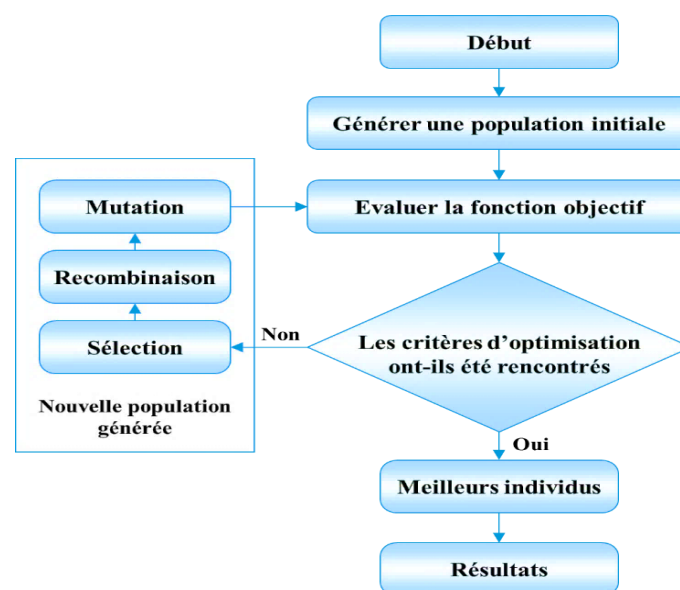 Début
Générer une population initiale
Evaluer la fonction objectif
Mutation
Recombinaison
Sélection
Nouvelle population
générée
Non
Les critères d'optimisation
ont-ils été rencontrés
Oui
Meilleurs individus
Résultats